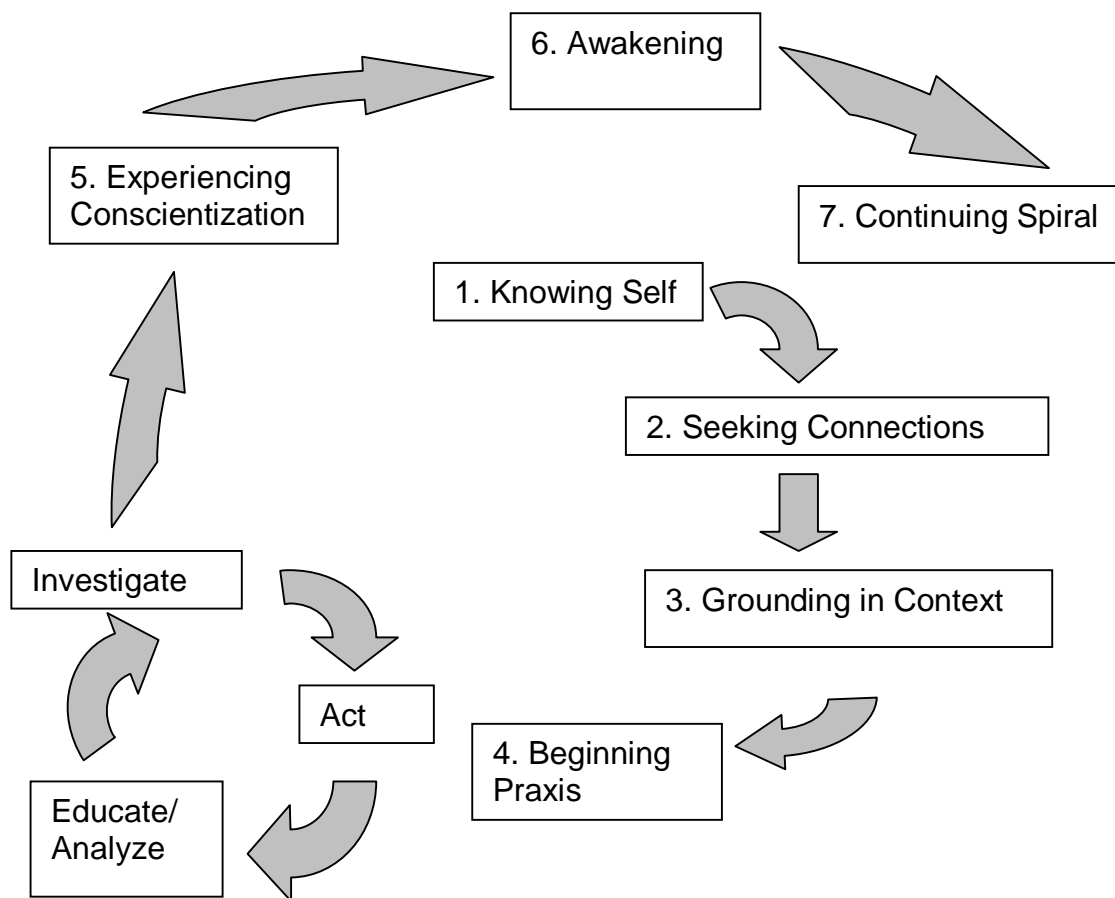 6. Awakening
5. Experiencing
Conscientization
7. Continuing Spiral
1. Knowing Self
2. Seeking Connections
3. Grounding in Context
Investigate
Act
4. Beginning
Praxis
Educate/
Analyze